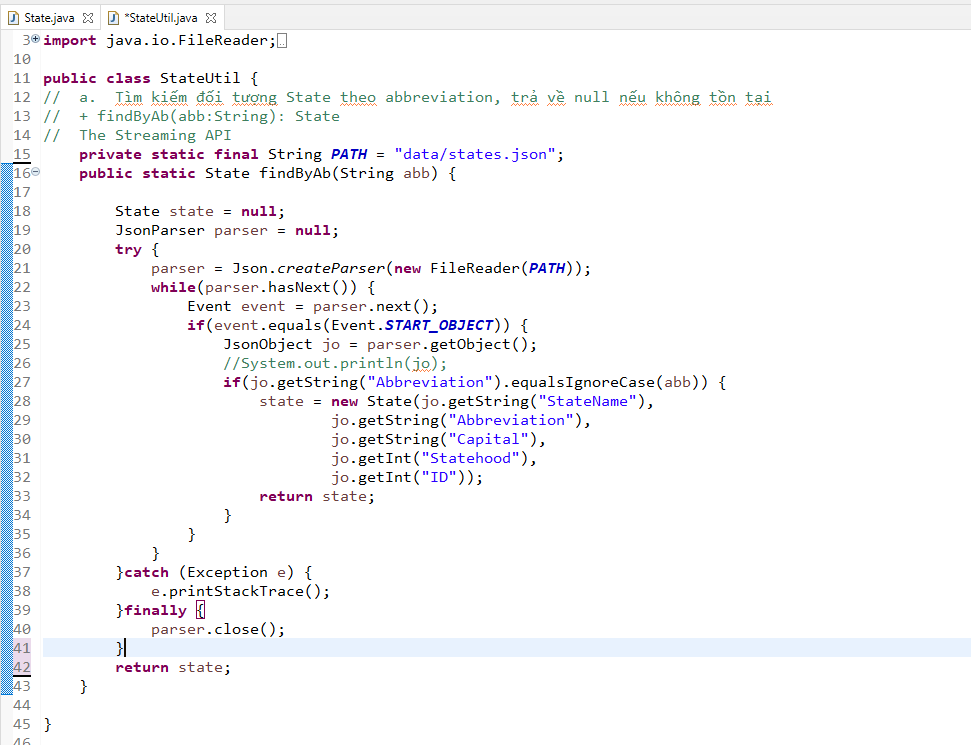 State.java *StateUtil.java
3 import java.io.FileReader;
10
11 public class StateUtil {
12 //  a.  Tìm kiếm đối tượng State theo abbreviation, trả về null nếu không tồn tại
13 //  + findByAb(abb:String): State
14 //  The Streaming API
15     private static final String PATH = "data/states.json";
16     public static State findByAb(String abb) {
17
18         State state = null;
19         JsonParser parser = null;
20         try {
21             parser = Json.createParser(new FileReader(PATH));
22             while(parser.hasNext()) {
23                 Event event = parser.next();
24                 if(event.equals(Event.START_OBJECT)) {
25                     JsonObject jo = parser.getObject();
26                     //System.out.println(jo);
27                     if(jo.getString("Abbreviation").equalsIgnoreCase(abb)) {
28                         state = new State(jo.getString("StateName"),
29                                 jo.getString("Abbreviation"),
30                                 jo.getString("Capital"),
31                                 jo.getInt("Statehood"),
32                                 jo.getInt("ID"));
33                         return state;
34                     }
35                 }
36             }
37         }catch (Exception e) {
38             e.printStackTrace();
39         }finally {
40             parser.close();
41         }
42         return state;
43     }
44
45 }
46